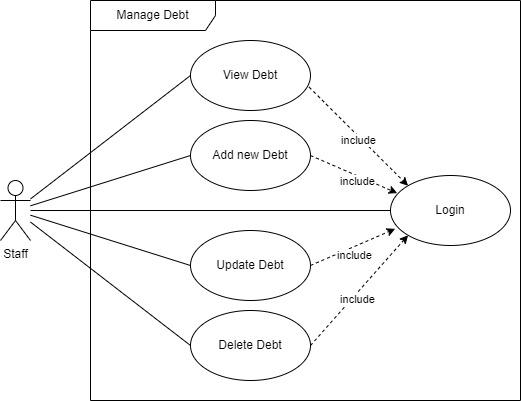 Manage Debt
View Debt
include
Add new Debt
include
Login
Staff
Update Debt
include
include
Delete Debt